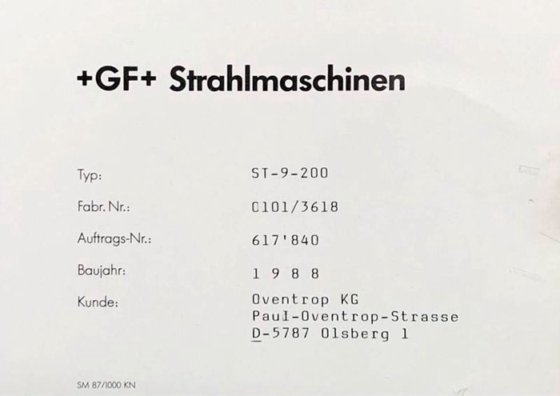 +GF+ Strahlmaschinen
Typ: ST-9-200
Fabr. Nr.: C101/3618
Auftrags-Nr.: 617'840
Baujahr: 1 9 8 8
Kunde: Oventrop KG
Paul-Oventrop-Strasse
D-5787 Olsberg 1
SM 87/1000 KN